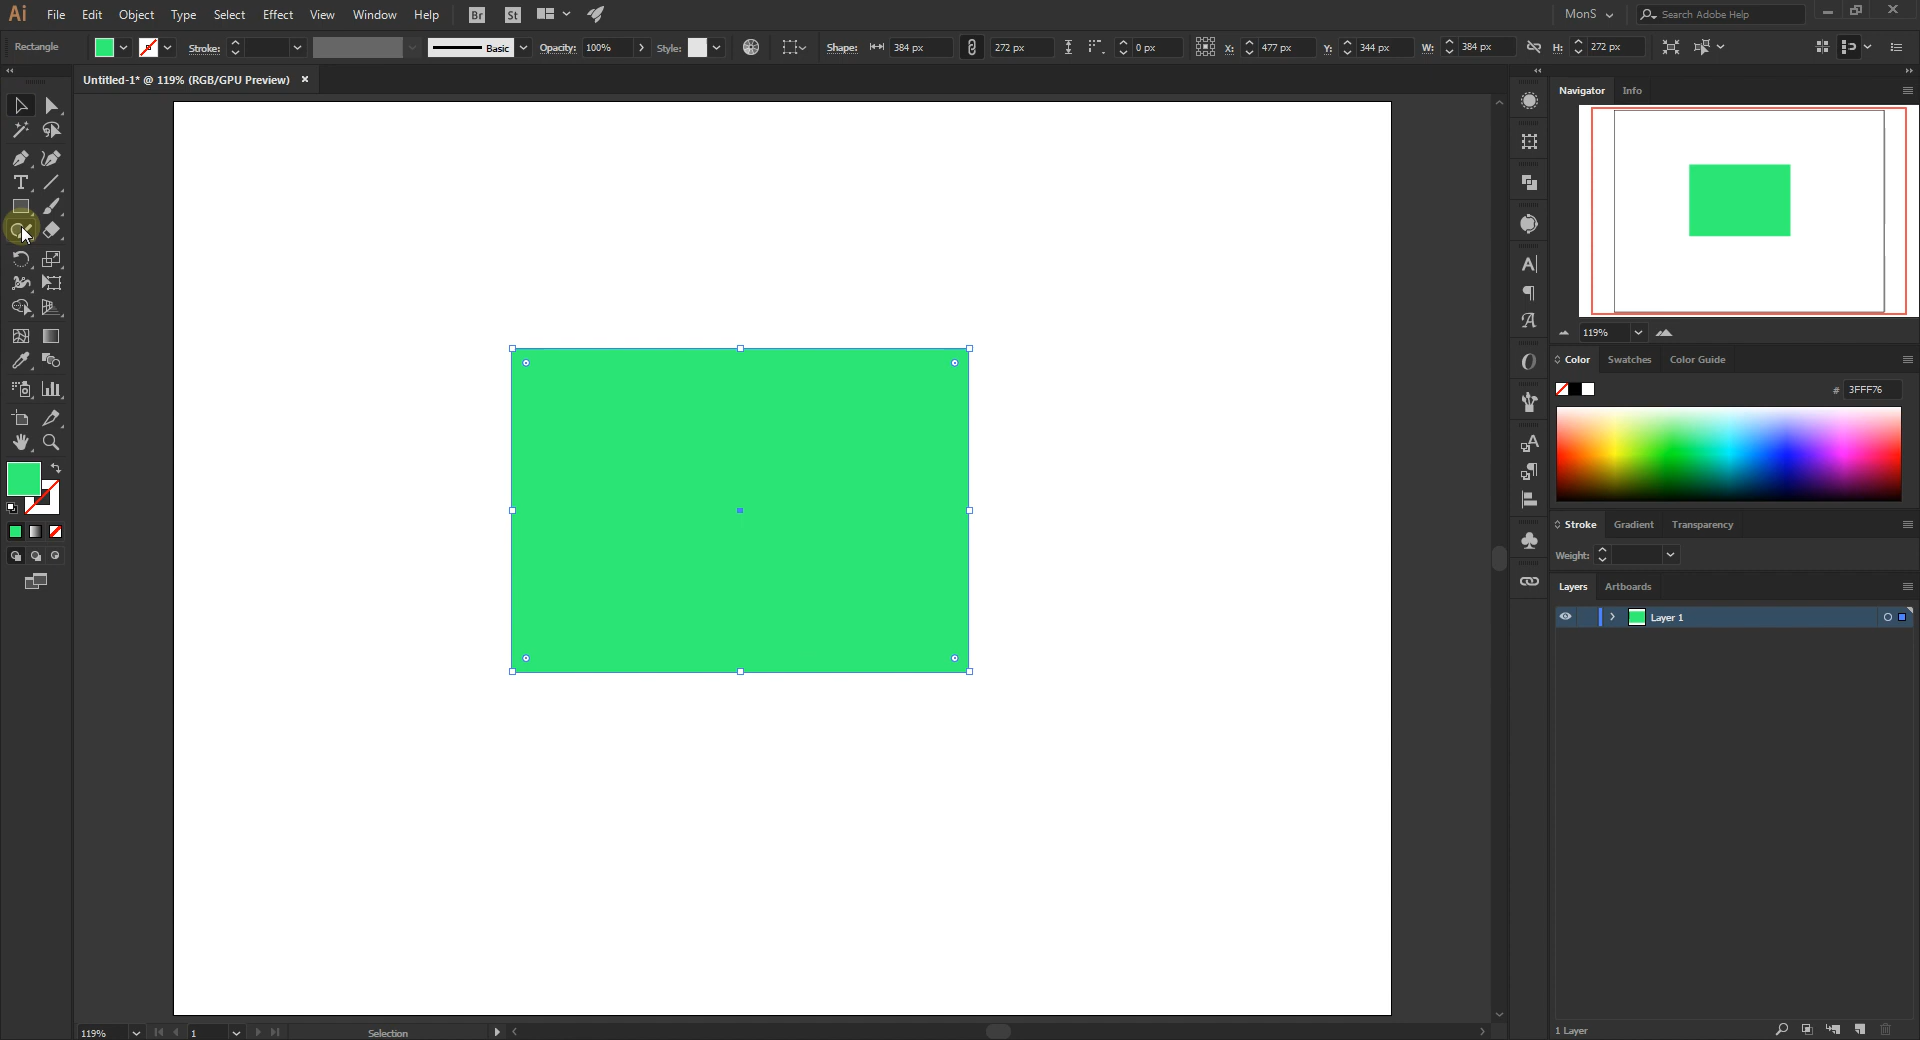 Ai File Edit Object Type Select Effect View Window Help Br St MonS Search Adobe Help
Rectangle Stroke: Basic Opacity: 100% Style: Shape: 384 px 272 px 0 px X: 477 px Y: 344 px W: 384 px H: 272 px
Untitled-1* @ 119% (RGB/GPU Preview)
Navigator Info
119%
Color Swatches Color Guide
# 3FFF76
Stroke Gradient Transparency
Weight:
Layers Artboards
Layer 1
1 Layer
119% 1 Selection